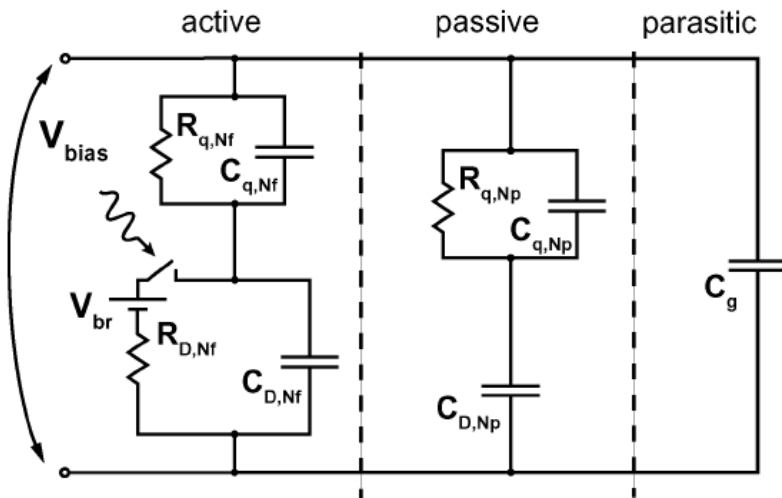 active
passive
parasitic
V_bias
R_q,Nf
C_q,Nf
V_br
R_D,Nf
C_D,Nf
R_q,Np
C_q,Np
C_D,Np
C_g